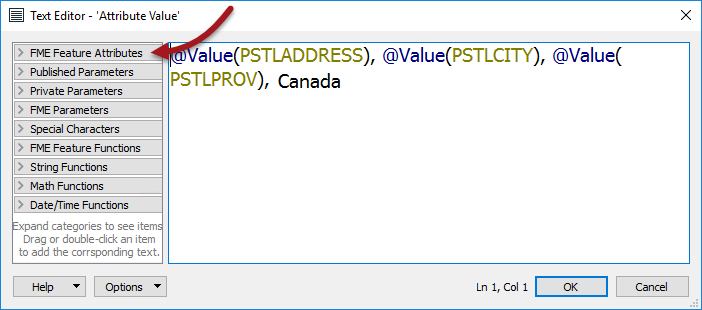 Text Editor - 'Attribute Value'
FME Feature Attributes
Published Parameters
Private Parameters
FME Parameters
Special Characters
FME Feature Functions
String Functions
Math Functions
Date/Time Functions
Expand categories to see items
Drag or double-click an item
to add the corrsponding text.
@Value(PSTLADDRESS), @Value(PSTLCITY), @Value(
PSTLPROV), Canada
Help
Options
Ln 1, Col 1
OK
Cancel